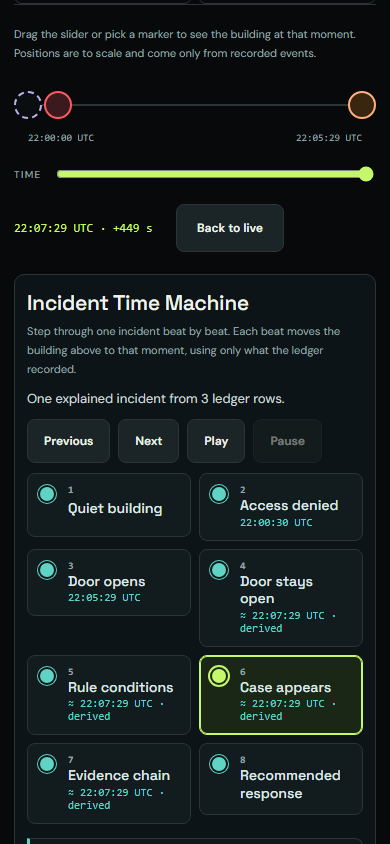 Drag the slider or pick a marker to see the building at that moment.
Positions are to scale and come only from recorded events.
22:00:00 UTC
22:05:29 UTC
TIME
22:07:29 UTC · +449 s
Back to live
Incident Time Machine
Step through one incident beat by beat. Each beat moves the
building above to that moment, using only what the ledger
recorded.
One explained incident from 3 ledger rows.
Previous
Next
Play
Pause
1
Quiet building
2
Access denied
22:00:30 UTC
3
Door opens
22:05:29 UTC
4
Door stays
open
≈ 22:07:29 UTC ·
derived
5
Rule conditions
≈ 22:07:29 UTC ·
derived
6
Case appears
≈ 22:07:29 UTC ·
derived
7
Evidence chain
≈ 22:07:29 UTC ·
derived
8
Recommended
response